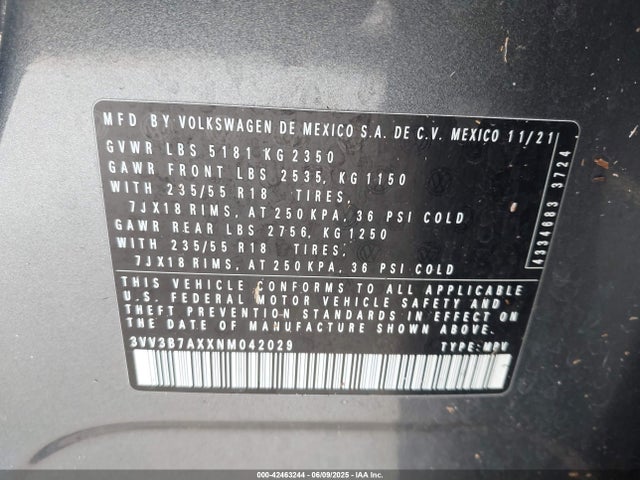 MFD BY VOLKSWAGEN DE MEXICO S.A. DE C.V. MEXICO 11/21
GVWR LBS 5181 KG 2350
GAWR FRONT LBS 2535, KG 1150
WITH 235/55 R18 TIRES,
7JX18 RIMS, AT 250 KPA, 36 PSI COLD
GAWR REAR LBS 2756, KG 1250
WITH 235/55 R18 TIRES,
7JX18 RIMS, AT 250 KPA, 36 PSI COLD
4334683 3724
THIS VEHICLE CONFORMS TO ALL APPLICABLE
U.S. FEDERAL MOTOR VEHICLE SAFETY AND
THEFT PREVENTION STANDARDS IN EFFECT ON
THE DATE OF MANUFACTURE SHOWN ABOVE.
3VV3B7AXXNM042029 TYPE: MPV
000-42463244 - 06/09/2025 - IAA Inc.